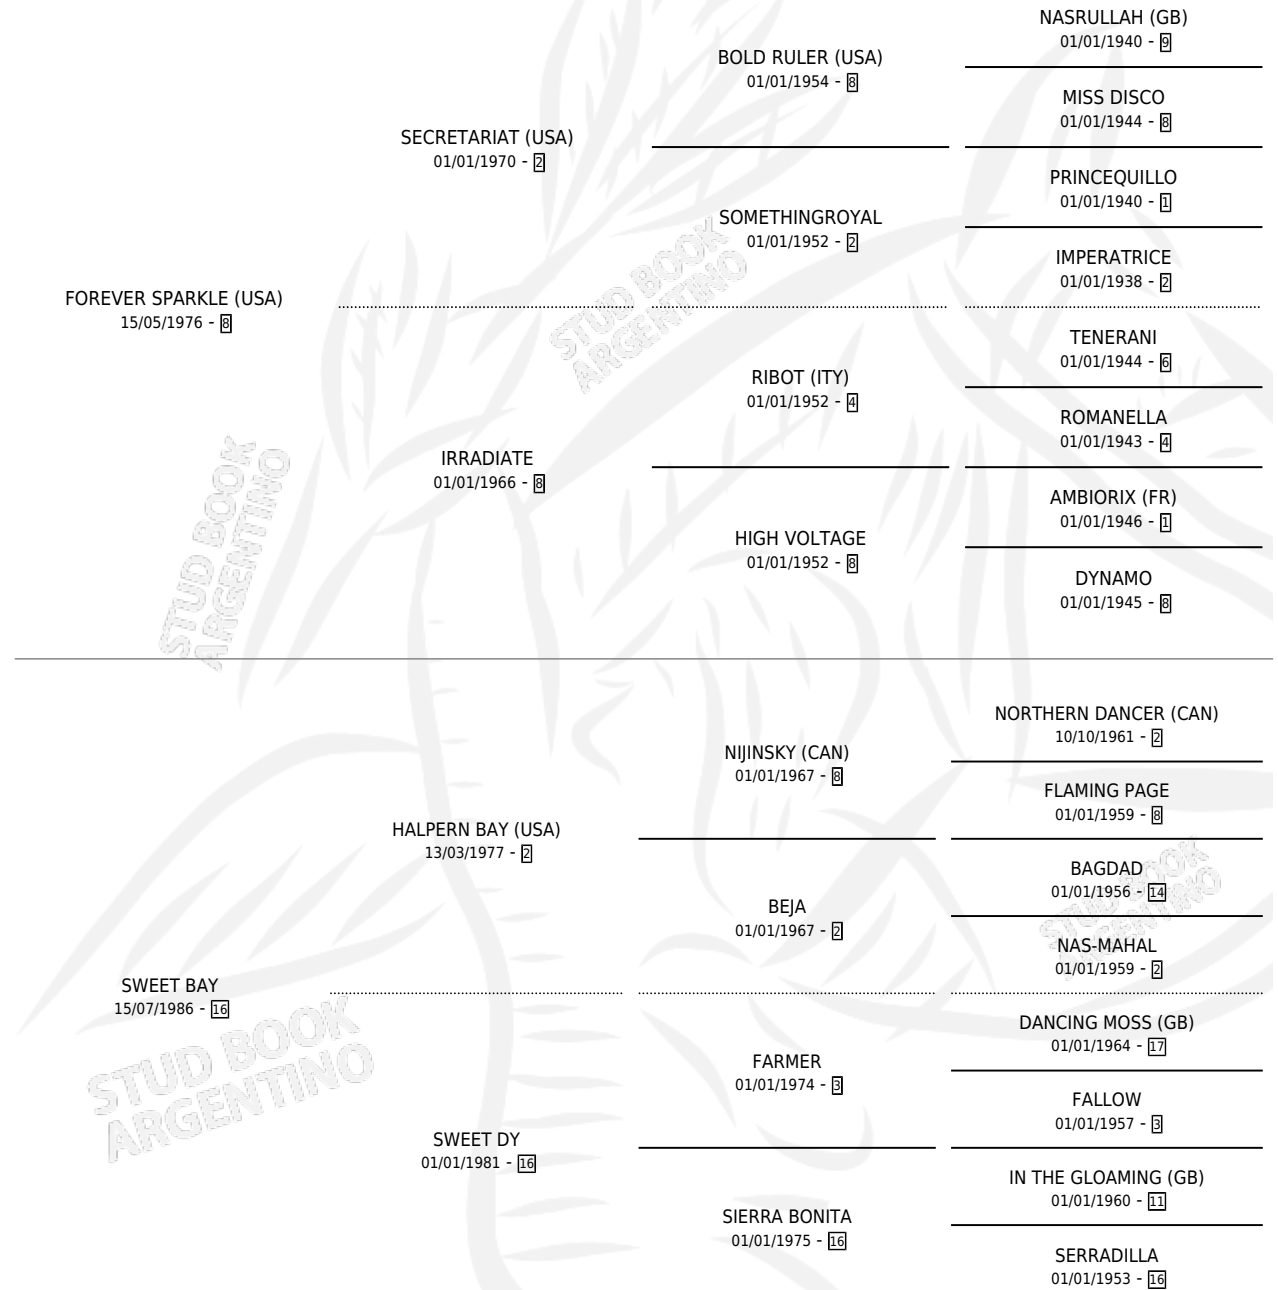 NASRULLAH (GB)
01/01/1940 - 9
BOLD RULER (USA)
01/01/1954 - 8
MISS DISCO
01/01/1944 - 8
SECRETARIAT (USA)
01/01/1970 - 2
PRINCEQUILLO
01/01/1940 - 1
SOMETHINGROYAL
01/01/1952 - 2
IMPERATRICE
01/01/1938 - 2
FOREVER SPARKLE (USA)
15/05/1976 - 8
TENERANI
01/01/1944 - 6
RIBOT (ITY)
01/01/1952 - 4
ROMANELLA
01/01/1943 - 4
IRRADIATE
01/01/1966 - 8
AMBIORIX (FR)
01/01/1946 - 1
HIGH VOLTAGE
01/01/1952 - 8
DYNAMO
01/01/1945 - 8
NORTHERN DANCER (CAN)
10/10/1961 - 2
NIJINSKY (CAN)
01/01/1967 - 8
FLAMING PAGE
01/01/1959 - 8
HALPERN BAY (USA)
13/03/1977 - 2
BAGDAD
01/01/1956 - 14
BEJA
01/01/1967 - 2
NAS-MAHAL
01/01/1959 - 2
SWEET BAY
15/07/1986 - 16
DANCING MOSS (GB)
01/01/1964 - 17
FARMER
01/01/1974 - 3
FALLOW
01/01/1957 - 3
SWEET DY
01/01/1981 - 16
IN THE GLOAMING (GB)
01/01/1960 - 11
SIERRA BONITA
01/01/1975 - 16
SERRADILLA
01/01/1953 - 16
STUD BOOK
ARGENTINO
STUD BOOK
ARGENTINO
STUD BOOK
ARGENTINO
STUD BOOK
ARGENTINO